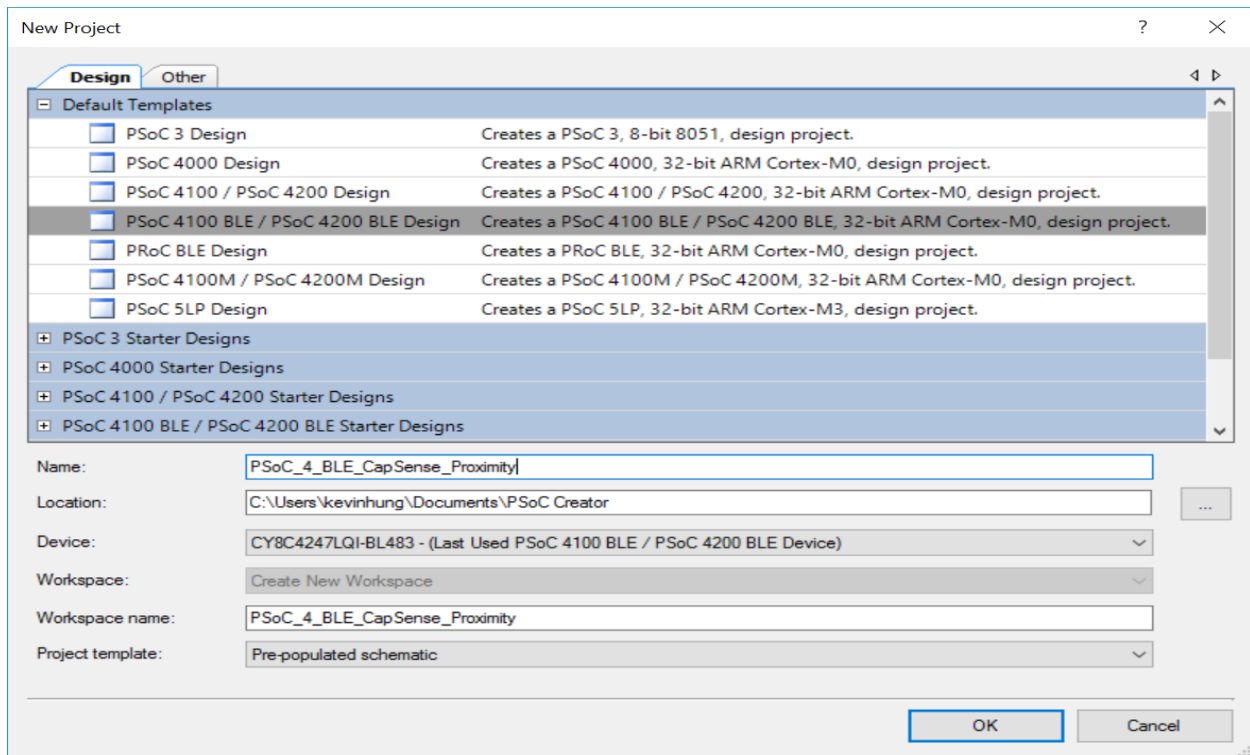 New Project
Design Other
Default Templates
PSoC 3 Design Creates a PSoC 3, 8-bit 8051, design project.
PSoC 4000 Design Creates a PSoC 4000, 32-bit ARM Cortex-M0, design project.
PSoC 4100 / PSoC 4200 Design Creates a PSoC 4100 / PSoC 4200, 32-bit ARM Cortex-M0, design project.
PSoC 4100 BLE / PSoC 4200 BLE Design Creates a PSoC 4100 BLE / PSoC 4200 BLE, 32-bit ARM Cortex-M0, design project.
PRoC BLE Design Creates a PRoC BLE, 32-bit ARM Cortex-M0, design project.
PSoC 4100M / PSoC 4200M Design Creates a PSoC 4100M / PSoC 4200M, 32-bit ARM Cortex-M0, design project.
PSoC 5LP Design Creates a PSoC 5LP, 32-bit ARM Cortex-M3, design project.
PSoC 3 Starter Designs
PSoC 4000 Starter Designs
PSoC 4100 / PSoC 4200 Starter Designs
PSoC 4100 BLE / PSoC 4200 BLE Starter Designs
Name: PSoC_4_BLE_CapSense_Proximity
Location: C:\Users\kevinhung\Documents\PSoC Creator ...
Device: CY8C4247LQI-BL483 - (Last Used PSoC 4100 BLE / PSoC 4200 BLE Device)
Workspace: Create New Workspace
Workspace name: PSoC_4_BLE_CapSense_Proximity
Project template: Pre-populated schematic
OK Cancel